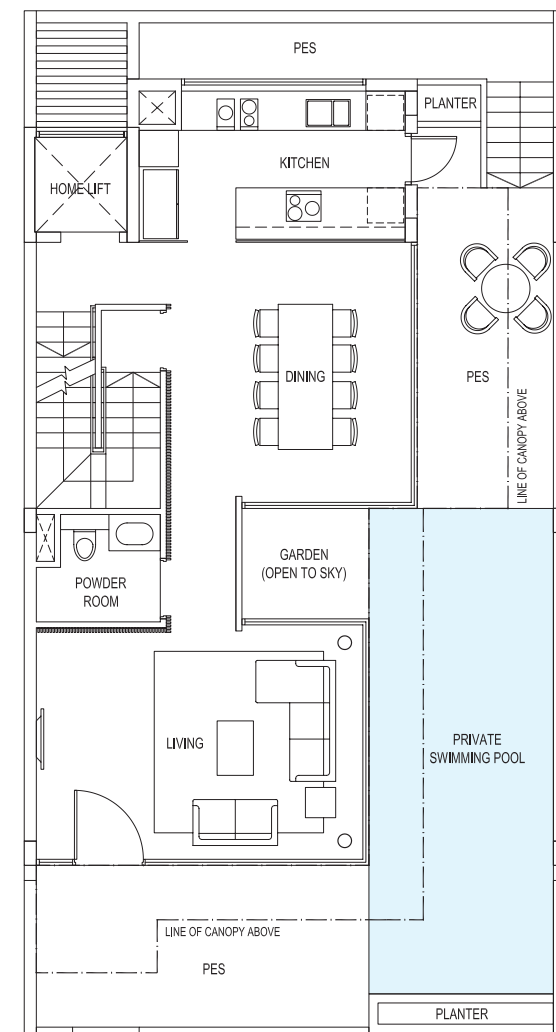 PES
PLANTER
KITCHEN
HOME LIFT
DINING
PES
LINE OF CANOPY ABOVE
GARDEN
(OPEN TO SKY)
POWDER
ROOM
LIVING
PRIVATE
SWIMMING POOL
LINE OF CANOPY ABOVE
PES
PLANTER